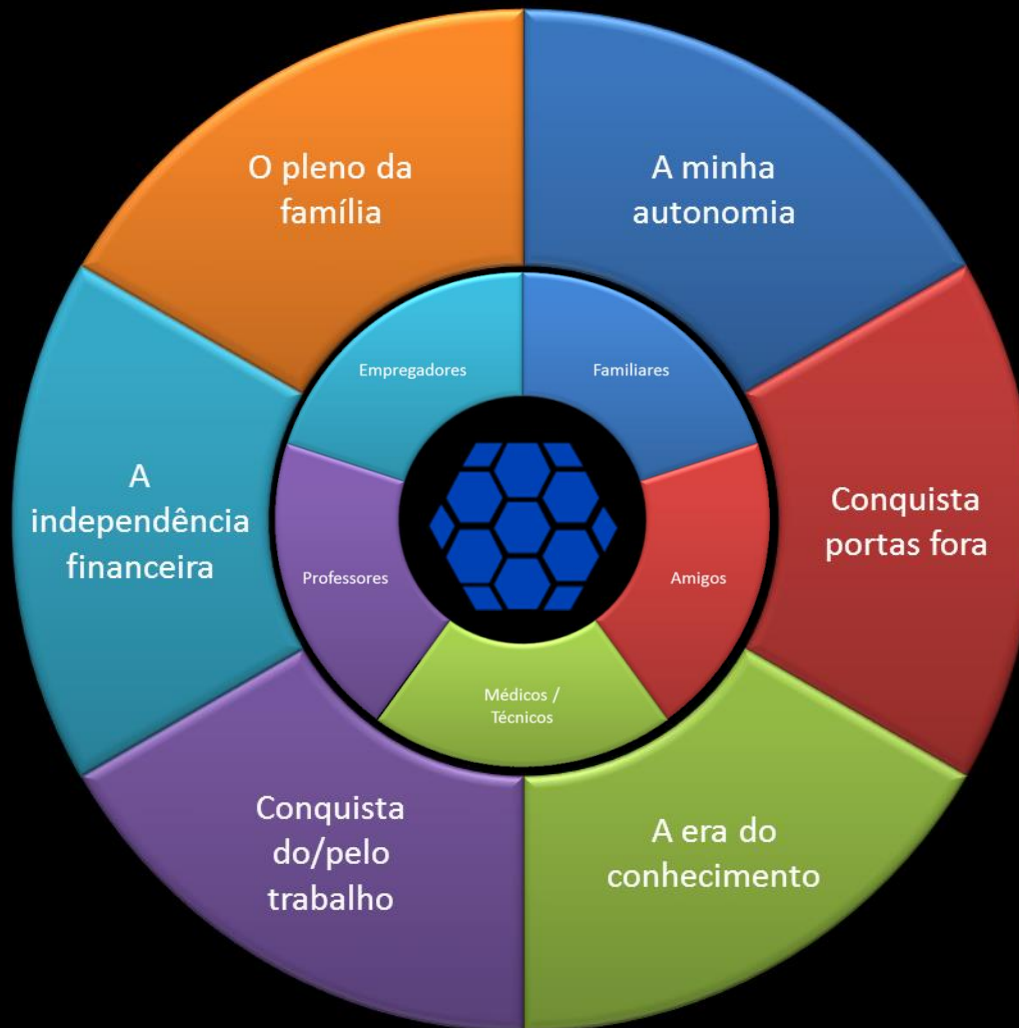 O pleno da
família
A minha
autonomia
Empregadores
Familiares
A
independência
financeira
Conquista
portas fora
Professores
Amigos
Médicos /
Técnicos
Conquista
do/pelo
trabalho
A era do
conhecimento